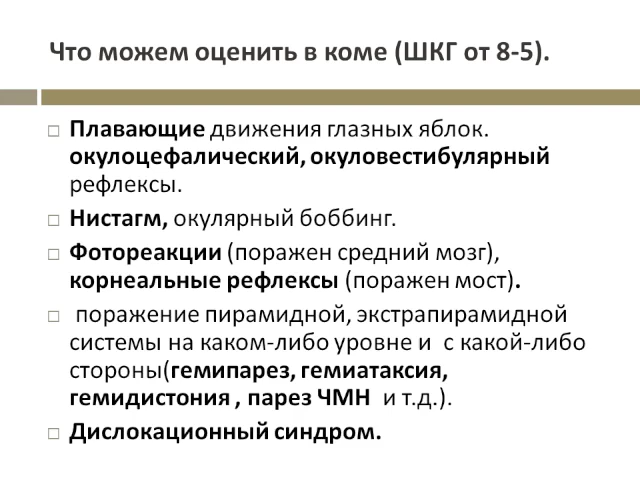 Что можем оценить в коме (ШКГ от 8-5).
Плавающие движения глазных яблок.
окулоцефалический, окуловестибулярный
рефлексы.
Нистагм, окулярный боббинг.
Фотореакции (поражен средний мозг),
корнеальные рефлексы (поражен мост).
поражение пирамидной, экстрапирамидной
системы на каком-либо уровне и с какой-либо
стороны(гемипарез, гемиатаксия,
гемидистония , парез ЧМН и т.д.).
Дислокационный синдром.